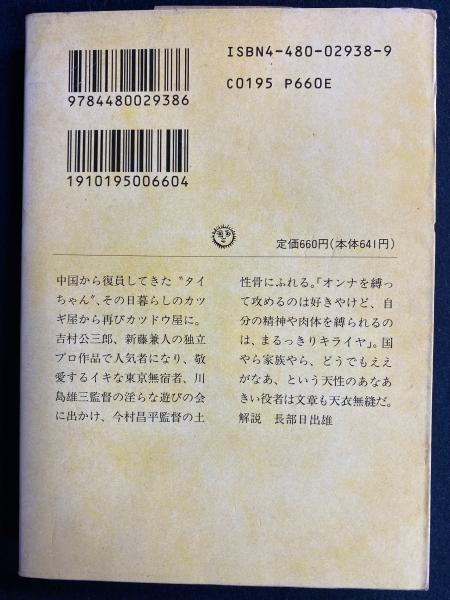 ISBN4-480-02938-9
9784480029386
C0195 P660E
1910195006604
定価660円(本体641円)
中国から復員してきた〝タイ
ちゃん〟、その日暮らしのカツ
ギ屋から再びカツドウ屋に。
吉村公三郎、新藤兼人の独立
プロ作品で人気者になり、敬
愛するイキな東京無宿者、川
島雄三監督の淫らな遊びの会
に出かけ、今村昌平監督の土
性骨にふれる。「オンナを縛っ
て攻めるのは好きやけど、自
分の精神や肉体を縛られるの
は、まるっきりキライヤ」。国
やら家族やら、どうでもええ
がなあ、という天性のあなあ
きい役者は文章も天衣無縫だ。
解説 長部日出雄